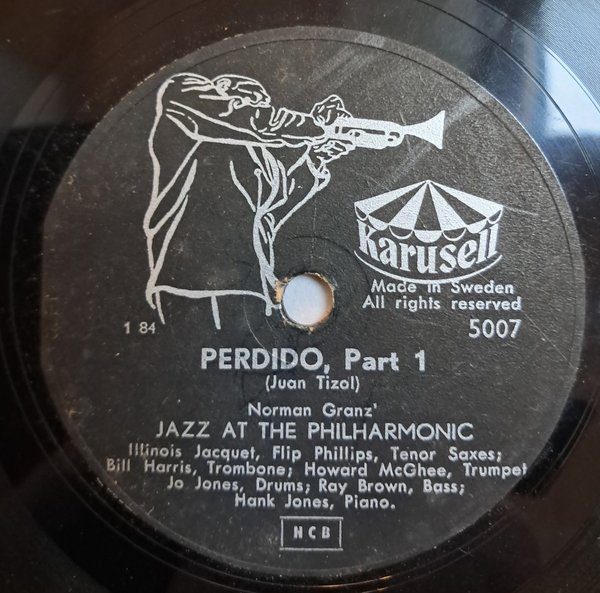 Karusell
Made in Sweden
All rights reserved
1 84
5007
PERDIDO, Part 1
(Juan Tizol)
Norman Granz'
JAZZ AT THE PHILHARMONIC
Illinois Jacquet, Flip Phillips, Tenor Saxes;
Bill Harris, Trombone; Howard McGhee, Trumpet
Jo Jones, Drums; Ray Brown, Bass;
Hank Jones, Piano.
NCB